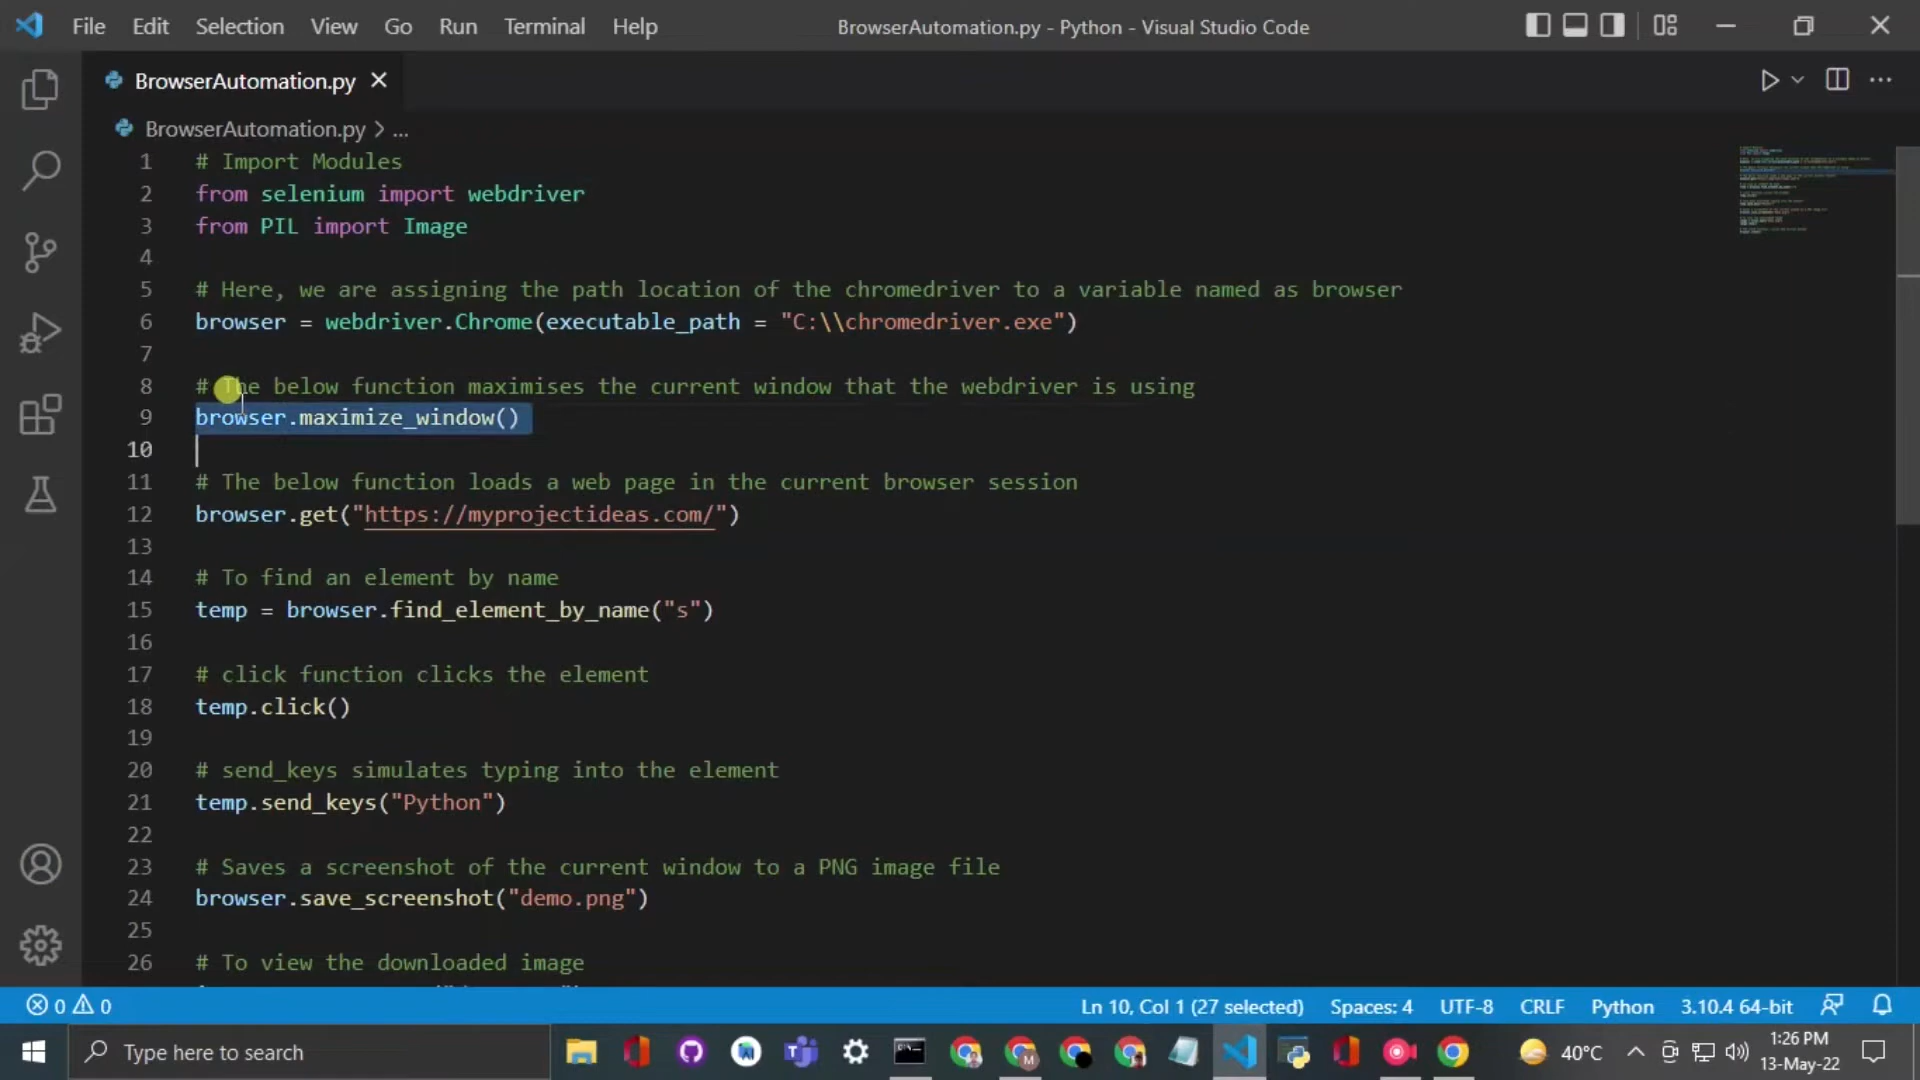 File Edit Selection View Go Run Terminal Help
BrowserAutomation.py - Python - Visual Studio Code
BrowserAutomation.py
BrowserAutomation.py > ...
1 # Import Modules
2 from selenium import webdriver
3 from PIL import Image
4
5 # Here, we are assigning the path location of the chromedriver to a variable named as browser
6 browser = webdriver.Chrome(executable_path = "C:\\chromedriver.exe")
7
8 # The below function maximises the current window that the webdriver is using
9 browser.maximize_window()
10
11 # The below function loads a web page in the current browser session
12 browser.get("https://myprojectideas.com/")
13
14 # To find an element by name
15 temp = browser.find_element_by_name("s")
16
17 # click function clicks the element
18 temp.click()
19
20 # send_keys simulates typing into the element
21 temp.send_keys("Python")
22
23 # Saves a screenshot of the current window to a PNG image file
24 browser.save_screenshot("demo.png")
25
26 # To view the downloaded image
0 0
Ln 10, Col 1 (27 selected) Spaces: 4 UTF-8 CRLF Python 3.10.4 64-bit
Type here to search
40°C
1:26 PM
13-May-22